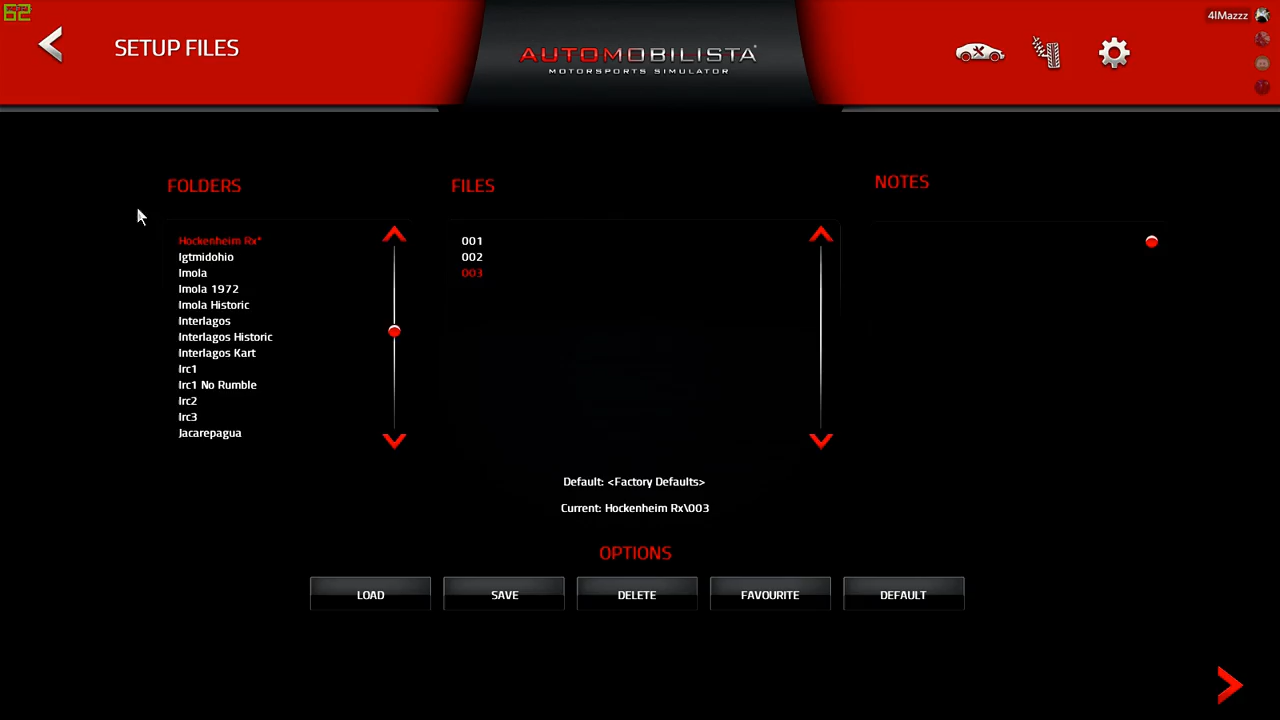 62
4IMazzz
SETUP FILES
AUTOMOBILISTA
MOTORSPORTS SIMULATOR
FOLDERS
FILES
NOTES
Hockenheim Rx*
Igtmidohio
Imola
Imola 1972
Imola Historic
Interlagos
Interlagos Historic
Interlagos Kart
Irc1
Irc1 No Rumble
Irc2
Irc3
Jacarepagua
001
002
003
Default: <Factory Defaults>
Current: Hockenheim Rx\003
OPTIONS
LOAD
SAVE
DELETE
FAVOURITE
DEFAULT